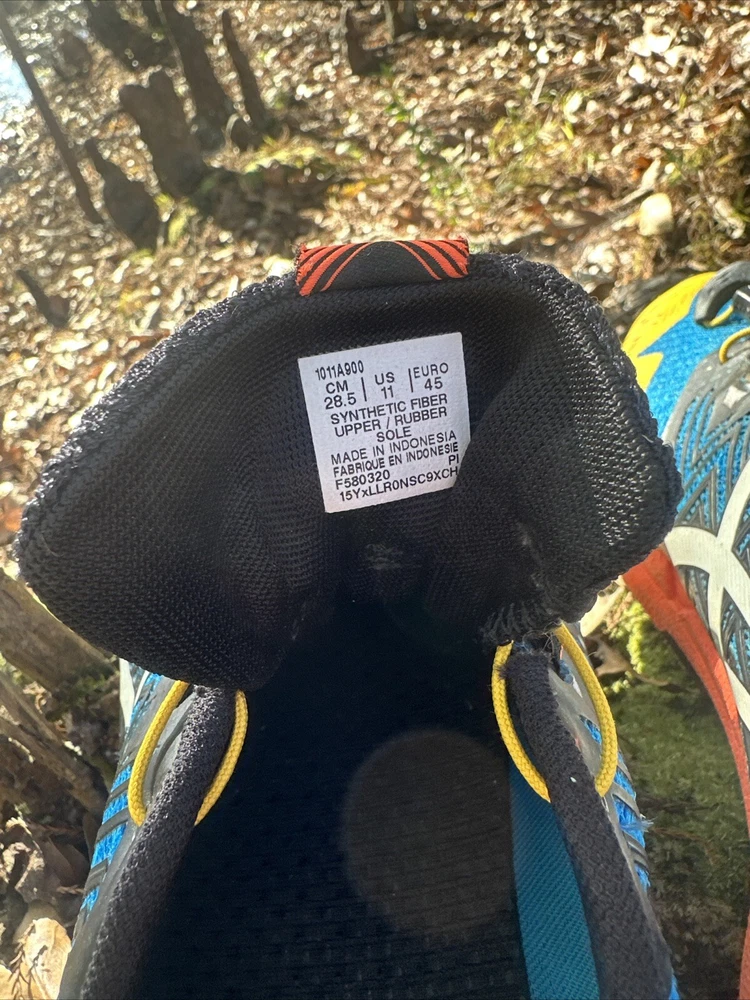 1011A900
CM | US | EURO
28.5 | 11 | 45
SYNTHETIC FIBER
UPPER / RUBBER
SOLE
MADE IN INDONESIA
FABRIQUE EN INDONESIE
F580320 PI
15YxLLR0NSC9XCH